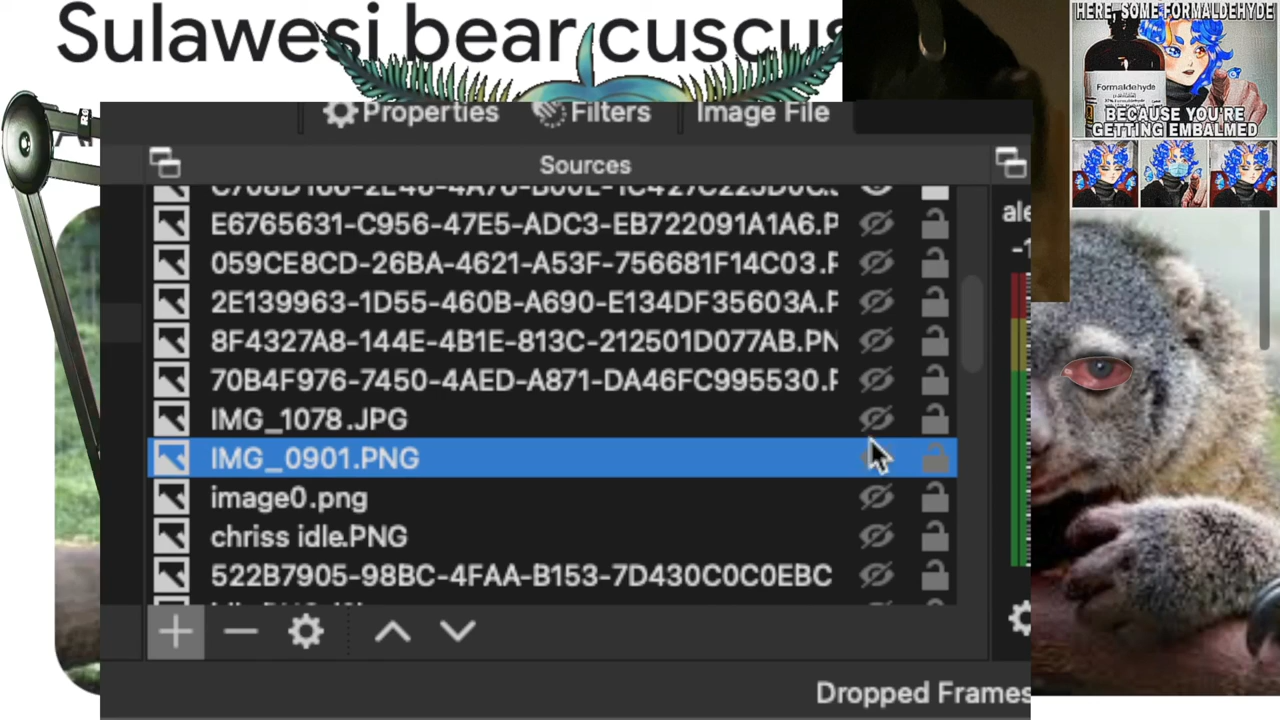 Sulawesi bear cuscus
HERE, SOME FORMALDEHYDE
Formaldehyde
BECAUSE YOU'RE
GETTING EMBALMED
Properties
Filters
Image File
Sources
E6765631-C956-47E5-ADC3-EB722091A1A6.P
059CE8CD-26BA-4621-A53F-756681F14C03.F
2E139963-1D55-460B-A690-E134DF35603A.F
8F4327A8-144E-4B1E-813C-212501D077AB.PN
70B4F976-7450-4AED-A871-DA46FC995530.F
IMG_1078.JPG
IMG_0901.PNG
image0.png
chriss idle.PNG
522B7905-98BC-4FAA-B153-7D430C0C0EBC
ale
-1
Dropped Frames